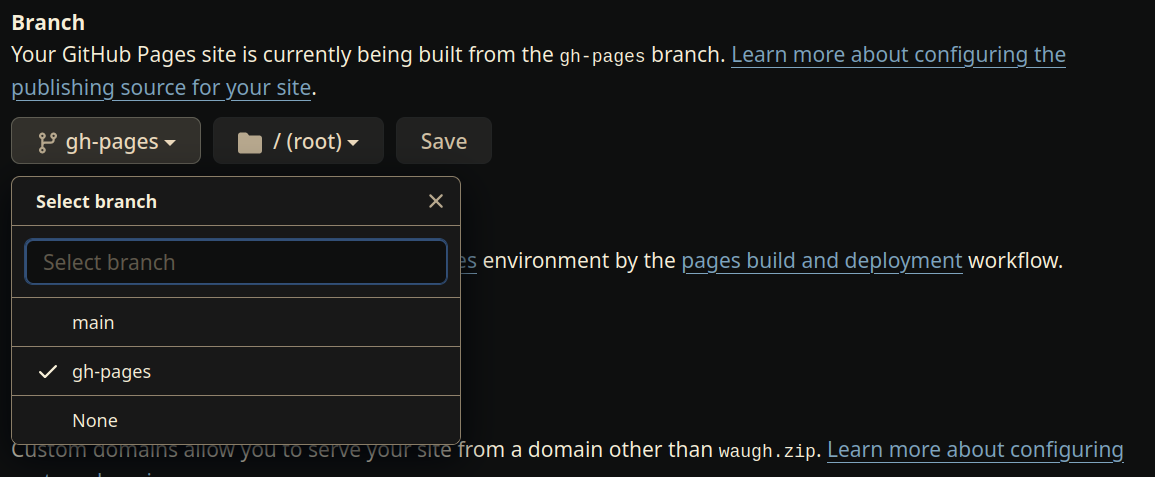 Branch
Your GitHub Pages site is currently being built from the gh-pages branch. Learn more about configuring the
publishing source for your site.
gh-pages / (root) Save
Select branch
Select branch
es environment by the pages build and deployment workflow.
main
gh-pages
None
Custom domains allow you to serve your site from a domain other than waugh.zip. Learn more about configuring